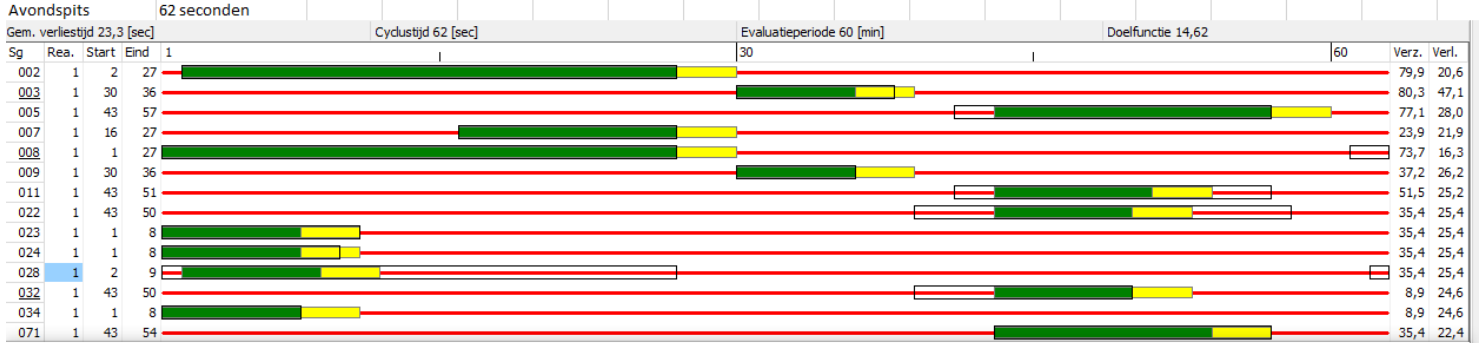 Avondspits 62 seconden
Gem. verliestijd 23,3 [sec] Cyclustijd 62 [sec] Evaluatieperiode 60 [min] Doelfunctie 14,62
Sg Rea. Start Eind 1 30 60 Verz. Verl.
002 1 2 27 79,9 20,6
003 1 30 36 80,3 47,1
005 1 43 57 77,1 28,0
007 1 16 27 23,9 21,9
008 1 1 27 73,7 16,3
009 1 30 36 37,2 26,2
011 1 43 51 51,5 25,2
022 1 43 50 35,4 25,4
023 1 1 8 35,4 25,4
024 1 1 8 35,4 25,4
028 1 2 9 35,4 25,4
032 1 43 50 8,9 24,6
034 1 1 8 8,9 24,6
071 1 43 54 35,4 22,4